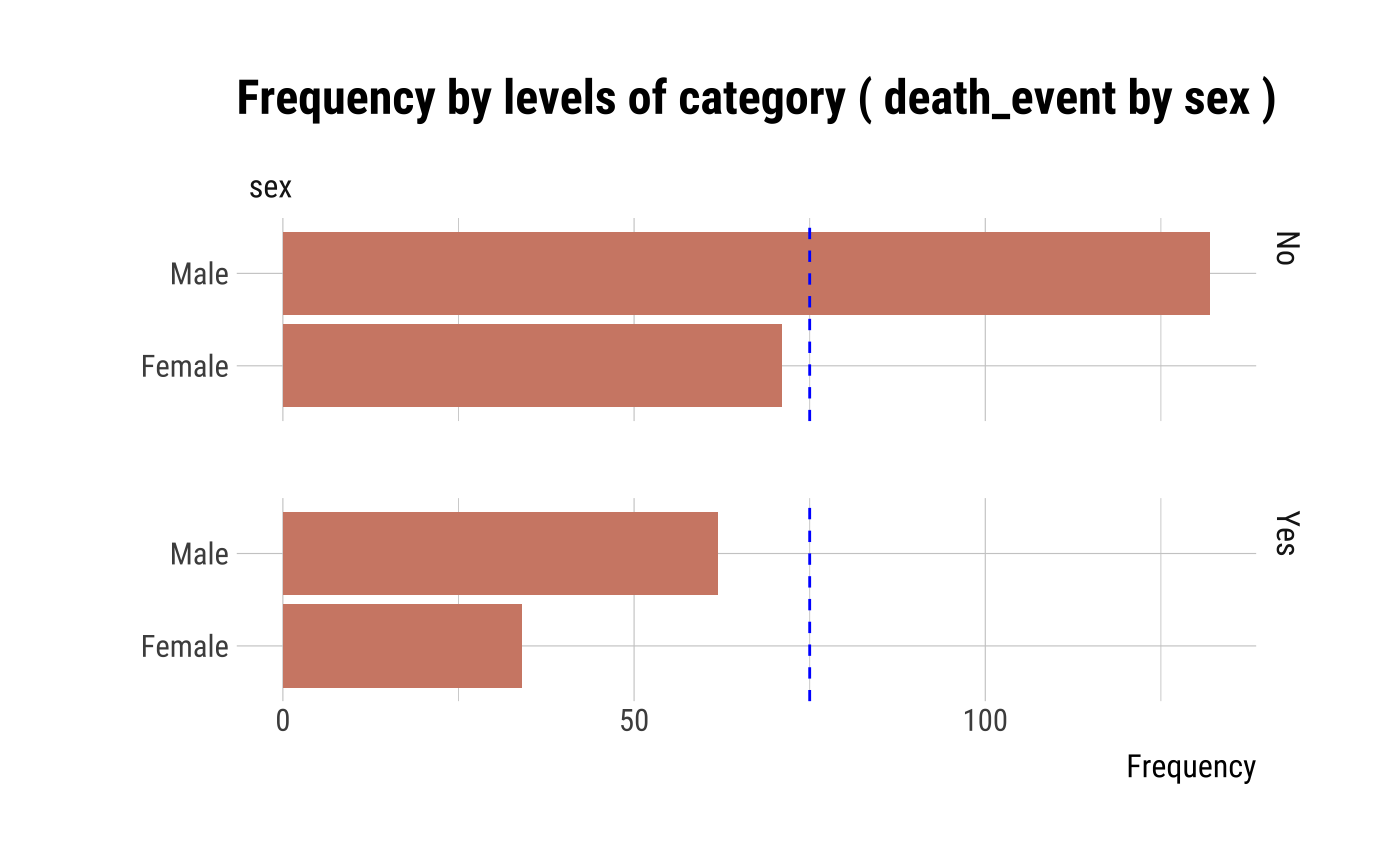 Frequency by levels of category ( death_event by sex )
sex
Male
Female
No
Male
Female
Yes
0 50 100
Frequency